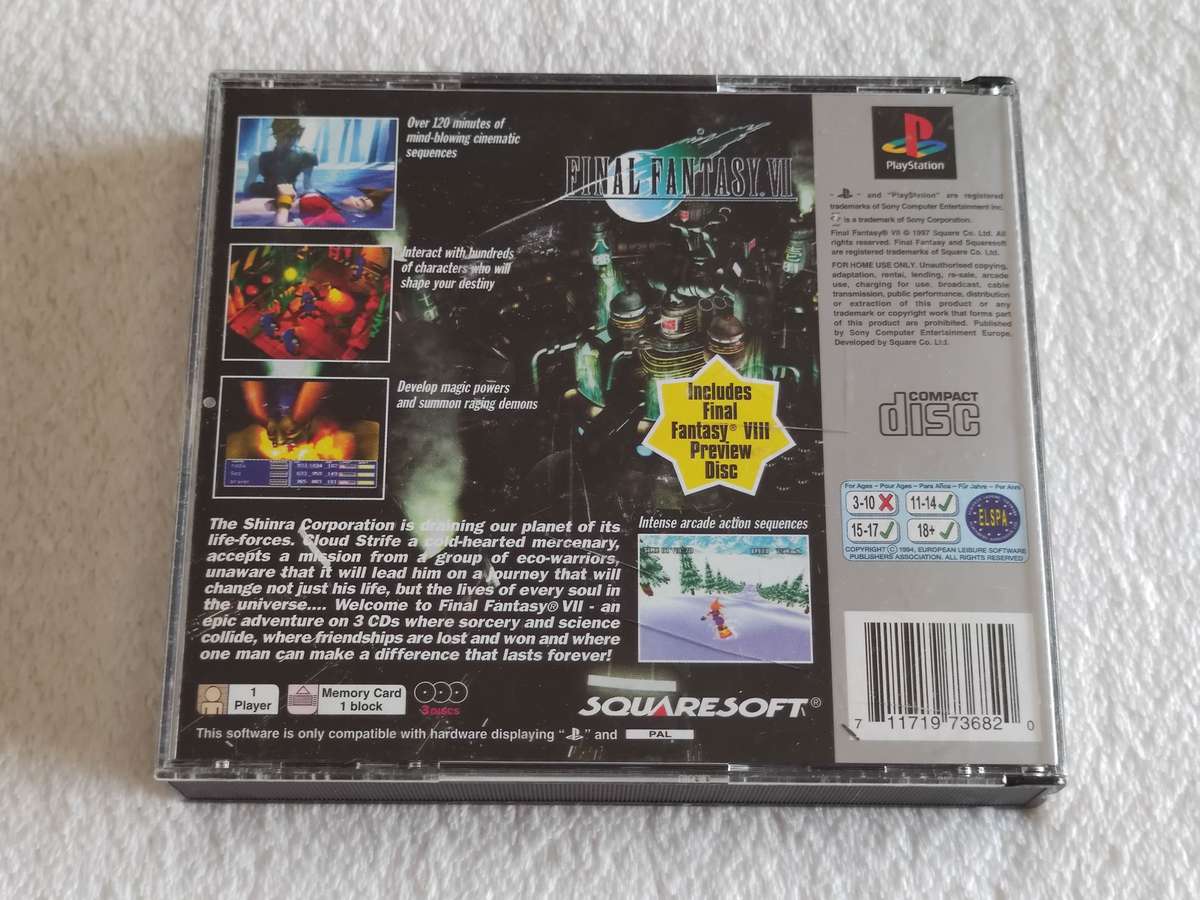 Over 120 minutes of
mind-blowing cinematic
sequences
Interact with hundreds
of characters who will
shape your destiny
Develop magic powers
and summon raging demons
FINAL FANTASY. VII
Includes
Final
Fantasy® VIII
Preview
Disc
The Shinra Corporation is draining our planet of its
life-forces. Cloud Strife a cold-hearted mercenary,
accepts a mission from a group of eco-warriors,
unaware that it will lead him on a journey that will
change not just his life, but the lives of every soul in
the universe.... Welcome to Final Fantasy® VII - an
epic adventure on 3 CDs where sorcery and science
collide, where friendships are lost and won and where
one man can make a difference that lasts forever!
Intense arcade action sequences
1
Player
Memory Card
1 block
3 DISCS
SQUARESOFT®
This software is only compatible with hardware displaying " " and PAL
PlayStation
" " and "PlayStation" are registered
trademarks of Sony Computer Entertainment Inc.
is a trademark of Sony Corporation.
Final Fantasy® VII © 1997 Square Co. Ltd. All
rights reserved. Final Fantasy and Squaresoft
are registered trademarks of Square Co. Ltd.
FOR HOME USE ONLY. Unauthorised copying,
adaptation, rental, lending, re-sale, arcade
use, charging for use, broadcast, cable
transmission, public performance, distribution
or extraction of this product or any
trademark or copyright work that forms part
of this product are prohibited. Published
by Sony Computer Entertainment Europe.
Developed by Square Co. Ltd.
COMPACT
disc
For Ages - Pour Ages - Para Años - Für Jahre - Per Anni
3-10 11-14
15-17 18+
ELSPA
COPYRIGHT © 1994, EUROPEAN LEISURE SOFTWARE
PUBLISHERS ASSOCIATION. ALL RIGHTS RESERVED
7 11719 73682 0